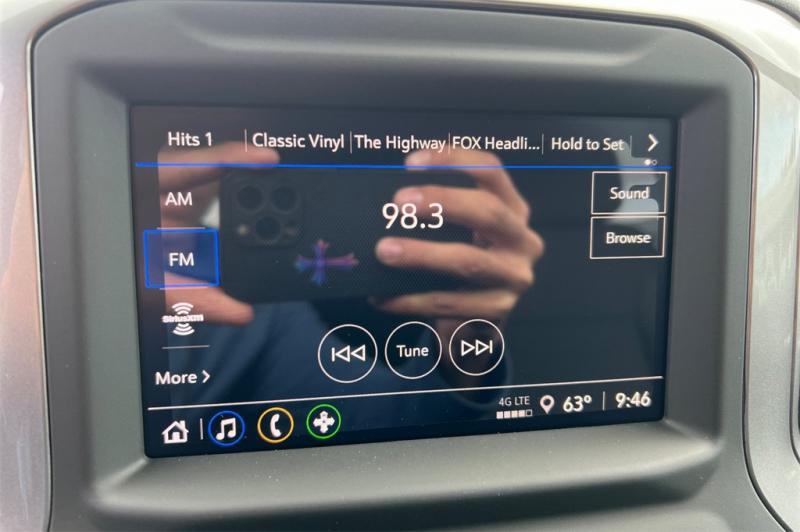 Hits 1 Classic Vinyl The Highway FOX Headli... Hold to Set
AM
98.3
Sound
FM
Browse
SiriusXM
Tune
More
4G LTE
63° 9:46